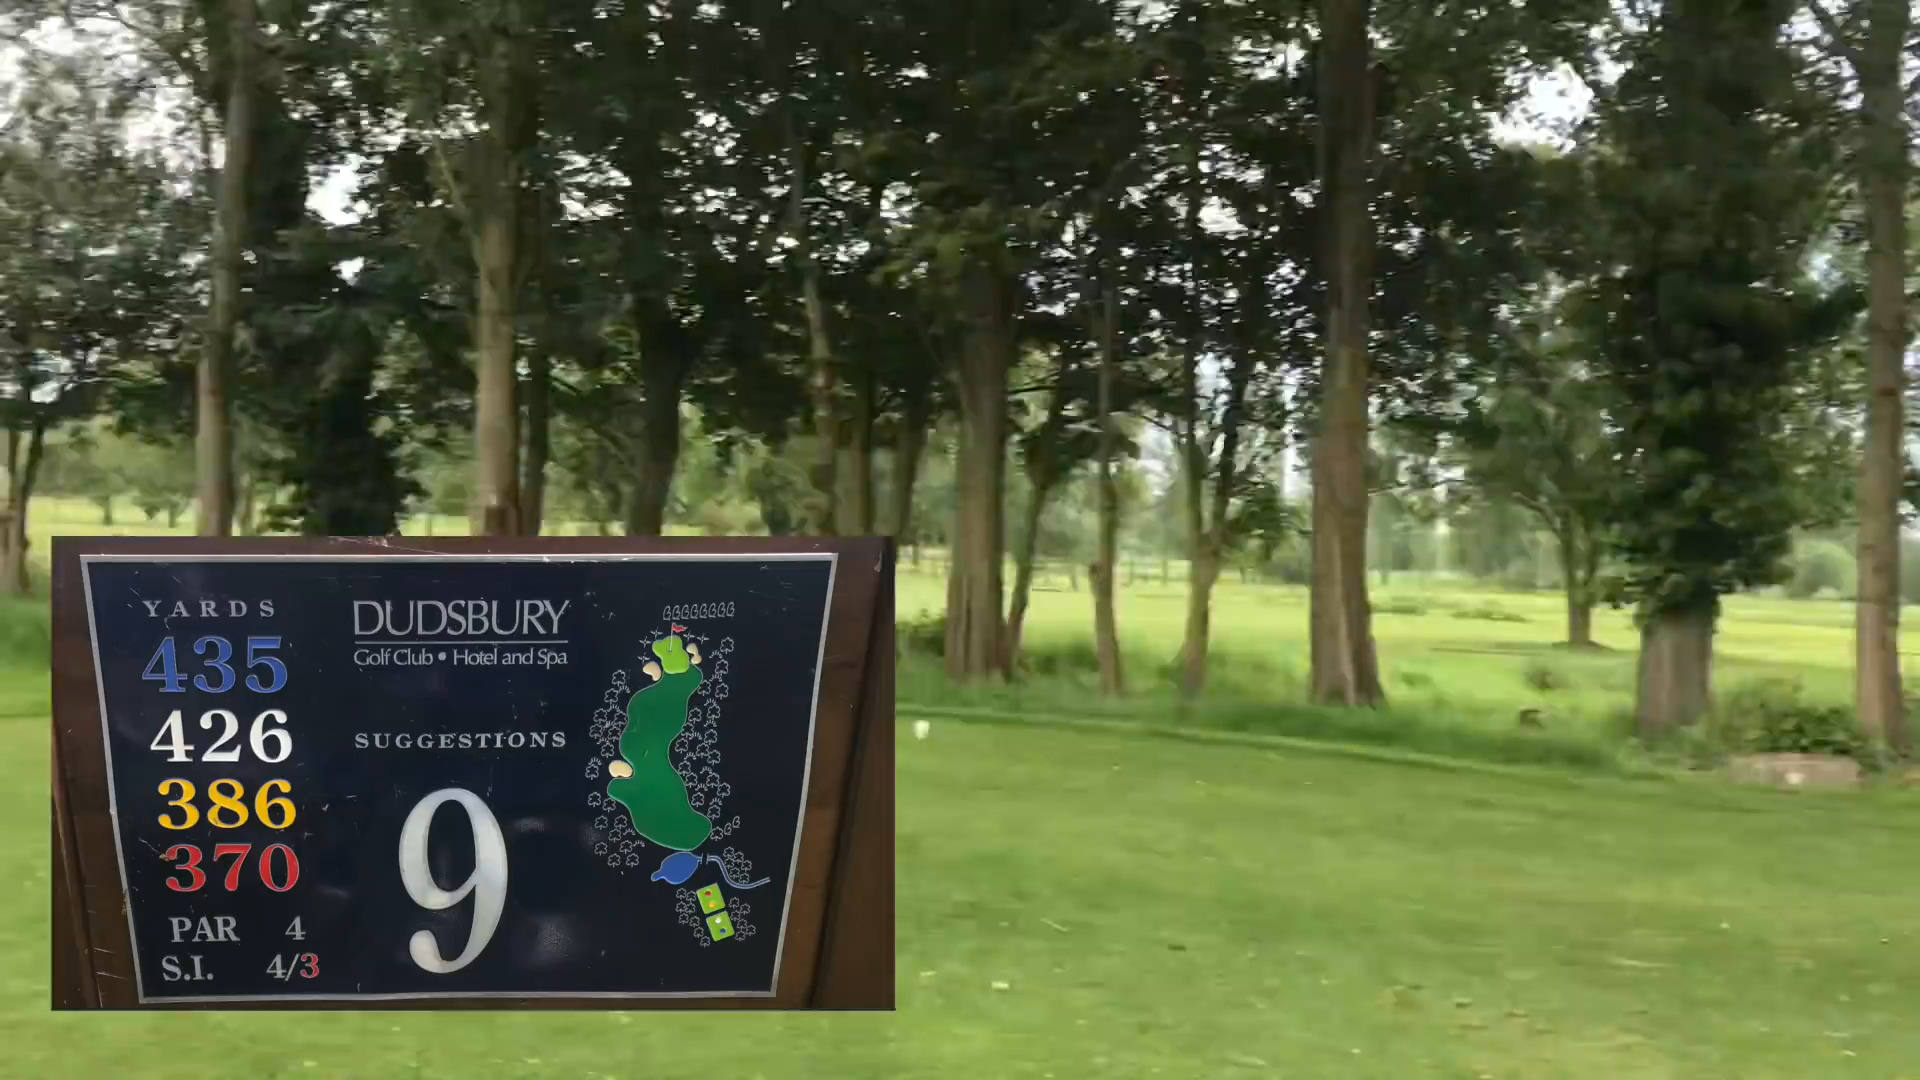 YARDS
435
426
386
370
PAR 4
S.I. 4/3
DUDSBURY
Golf Club • Hotel and Spa
SUGGESTIONS
9